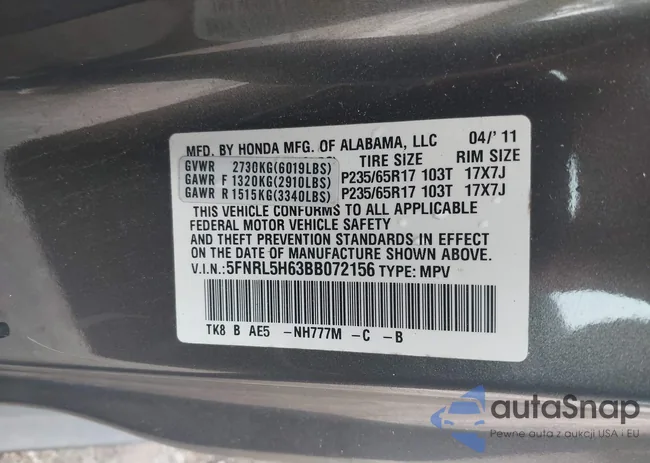 MFD. BY HONDA MFG. OF ALABAMA, LLC 04/'11
TIRE SIZE RIM SIZE
GVWR 2730KG(6019LBS)
GAWR F 1320KG(2910LBS) P235/65R17 103T 17X7J
GAWR R 1515KG(3340LBS) P235/65R17 103T 17X7J
THIS VEHICLE CONFORMS TO ALL APPLICABLE
FEDERAL MOTOR VEHICLE SAFETY
AND THEFT PREVENTION STANDARDS IN EFFECT
ON THE DATE OF MANUFACTURE SHOWN ABOVE.
V.I.N.: 5FNRL5H63BB072156 TYPE: MPV
TK8 B AE5 -NH777M -C -B
autaSnap
Pewne auta z aukcji USA i EU